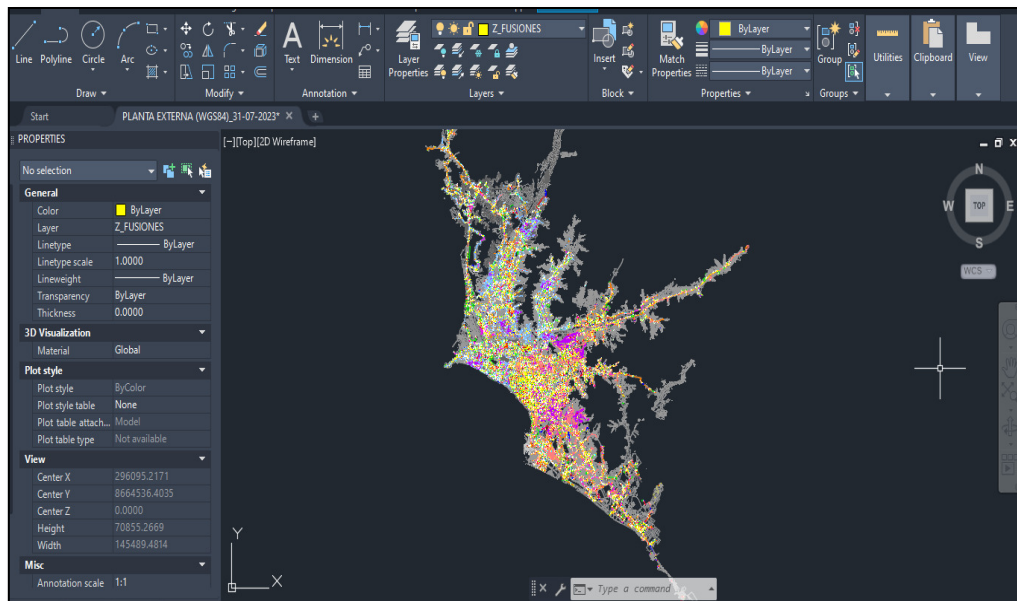 Z_FUSIONES
ByLayer
ByLayer
ByLayer
Line Polyline Circle Arc
Text Dimension
Layer Properties
Insert
Match Properties
Group
Utilities
Clipboard
View
Draw
Modify
Annotation
Layers
Block
Properties
Groups
Start
PLANTA EXTERNA (WGS84)_31-07-2023*
PROPERTIES
[−][Top][2D Wireframe]
No selection
General
Color ByLayer
Layer Z_FUSIONES
Linetype ByLayer
Linetype scale 1.0000
Lineweight ByLayer
Transparency ByLayer
Thickness 0.0000
3D Visualization
Material Global
Plot style
Plot style ByColor
Plot style table None
Plot table attach... Model
Plot table type Not available
View
Center X 296095.2171
Center Y 8664536.4035
Center Z 0.0000
Height 70855.2669
Width 145489.4814
Misc
Annotation scale 1:1
N
W TOP E
S
WCS
Y
X
Type a command